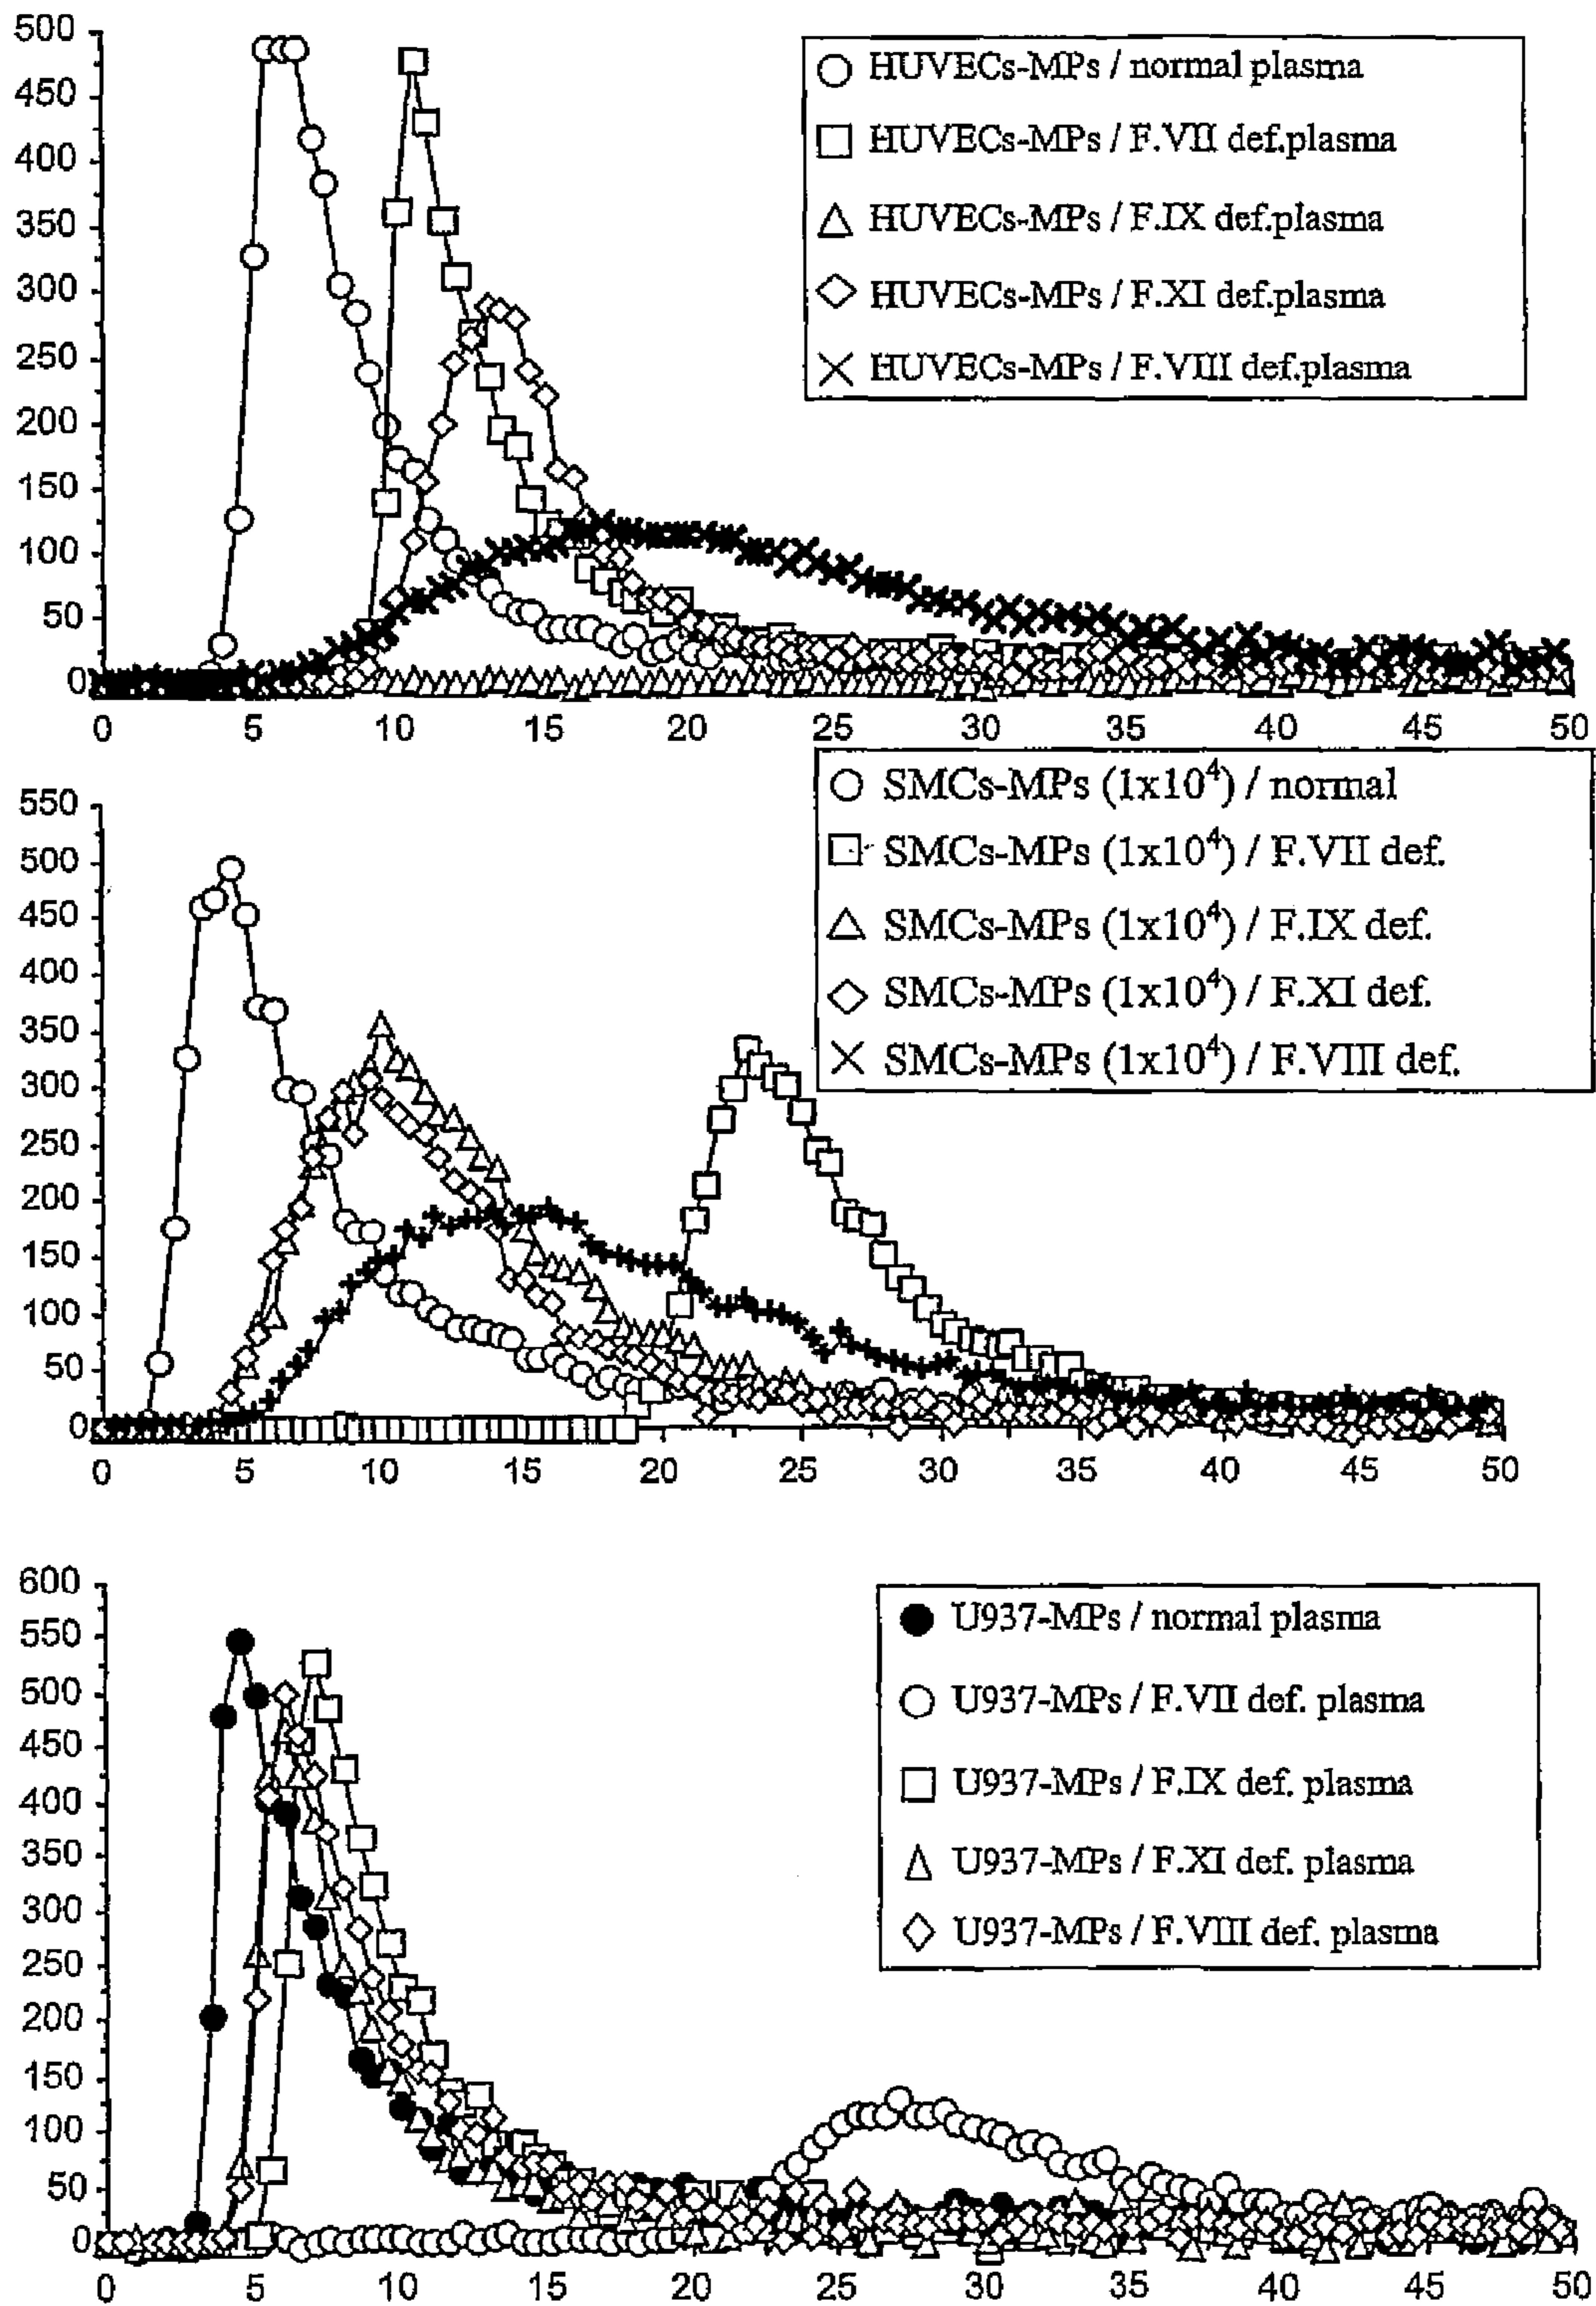 500
450
400
350
300
250
200
150
100
50
0
0 5 10 15 20 25 30 35 40 45 50
HUVECs-MPs / normal plasma
HUVECs-MPs / F.VII def.plasma
HUVECs-MPs / F.IX def.plasma
HUVECs-MPs / F.XI def.plasma
HUVECs-MPs / F.VIII def.plasma
550
500
450
400
350
300
250
200
150
100
50
0
0 5 10 15 20 25 30 35 40 45 50
SMCs-MPs (1x10⁴) / normal
SMCs-MPs (1x10⁴) / F.VII def.
SMCs-MPs (1x10⁴) / F.IX def.
SMCs-MPs (1x10⁴) / F.XI def.
SMCs-MPs (1x10⁴) / F.VIII def.
600
550
500
450
400
350
300
250
200
150
100
50
0
0 5 10 15 20 25 30 35 40 45 50
U937-MPs / normal plasma
U937-MPs / F.VII def. plasma
U937-MPs / F.IX def. plasma
U937-MPs / F.XI def. plasma
U937-MPs / F.VIII def. plasma